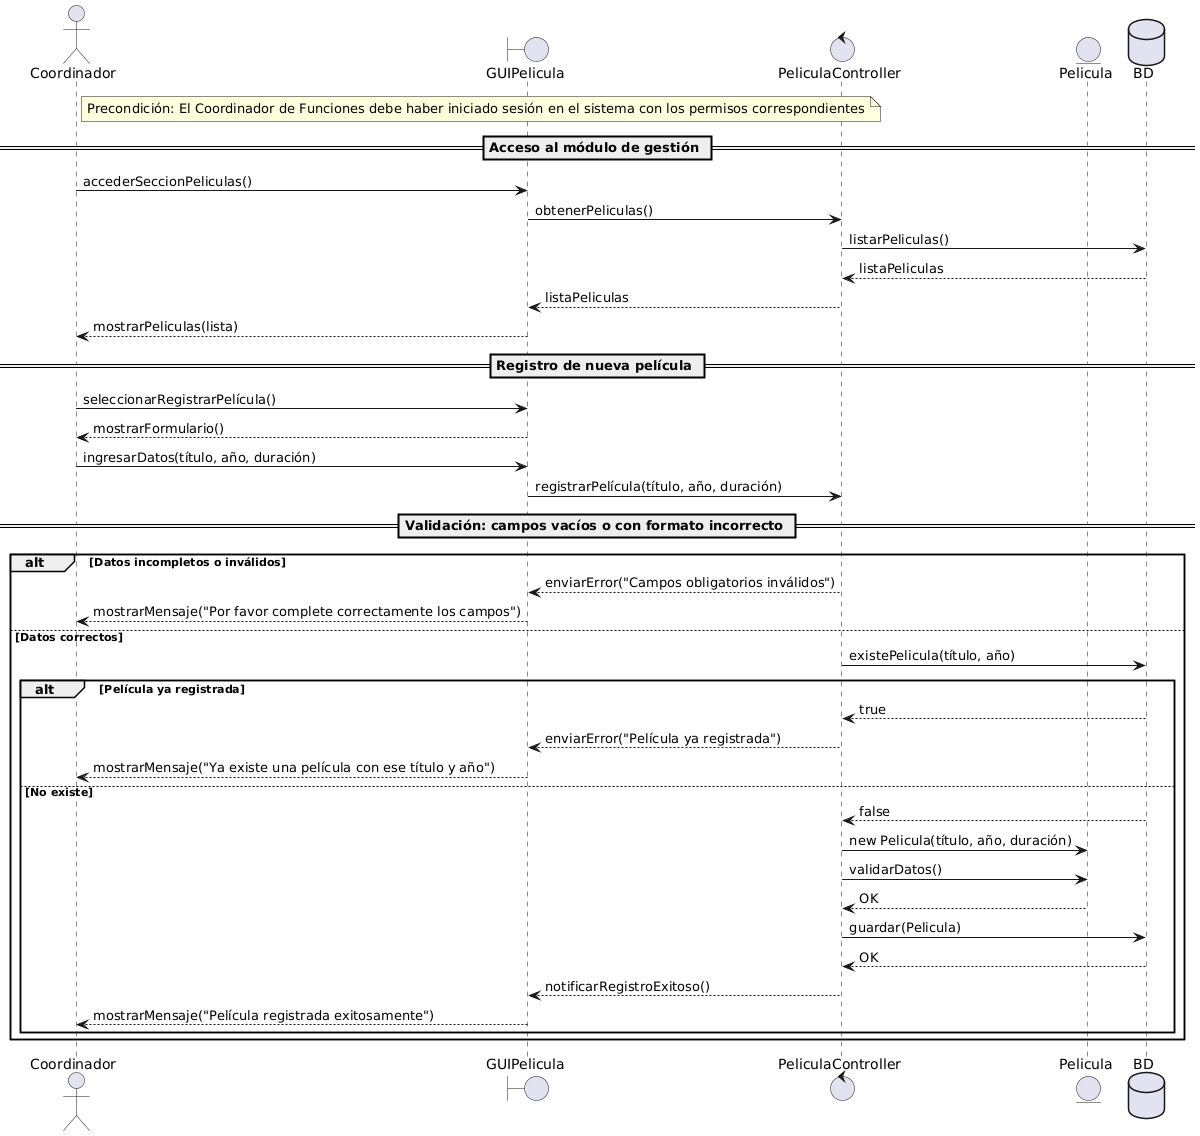 Coordinador
GUIPelicula
PeliculaController
Pelicula
BD
Precondición: El Coordinador de Funciones debe haber iniciado sesión en el sistema con los permisos correspondientes
Acceso al módulo de gestión
accederSeccionPeliculas()
obtenerPeliculas()
listarPeliculas()
listaPeliculas
listaPeliculas
mostrarPeliculas(lista)
Registro de nueva película
seleccionarRegistrarPelícula()
mostrarFormulario()
ingresarDatos(título, año, duración)
registrarPelícula(título, año, duración)
Validación: campos vacíos o con formato incorrecto
alt [Datos incompletos o inválidos]
enviarError("Campos obligatorios inválidos")
mostrarMensaje("Por favor complete correctamente los campos")
[Datos correctos]
existePelicula(título, año)
alt [Película ya registrada]
true
enviarError("Película ya registrada")
mostrarMensaje("Ya existe una película con ese título y año")
[No existe]
false
new Pelicula(título, año, duración)
validarDatos()
OK
guardar(Pelicula)
OK
notificarRegistroExitoso()
mostrarMensaje("Película registrada exitosamente")
Coordinador
GUIPelicula
PeliculaController
Pelicula
BD